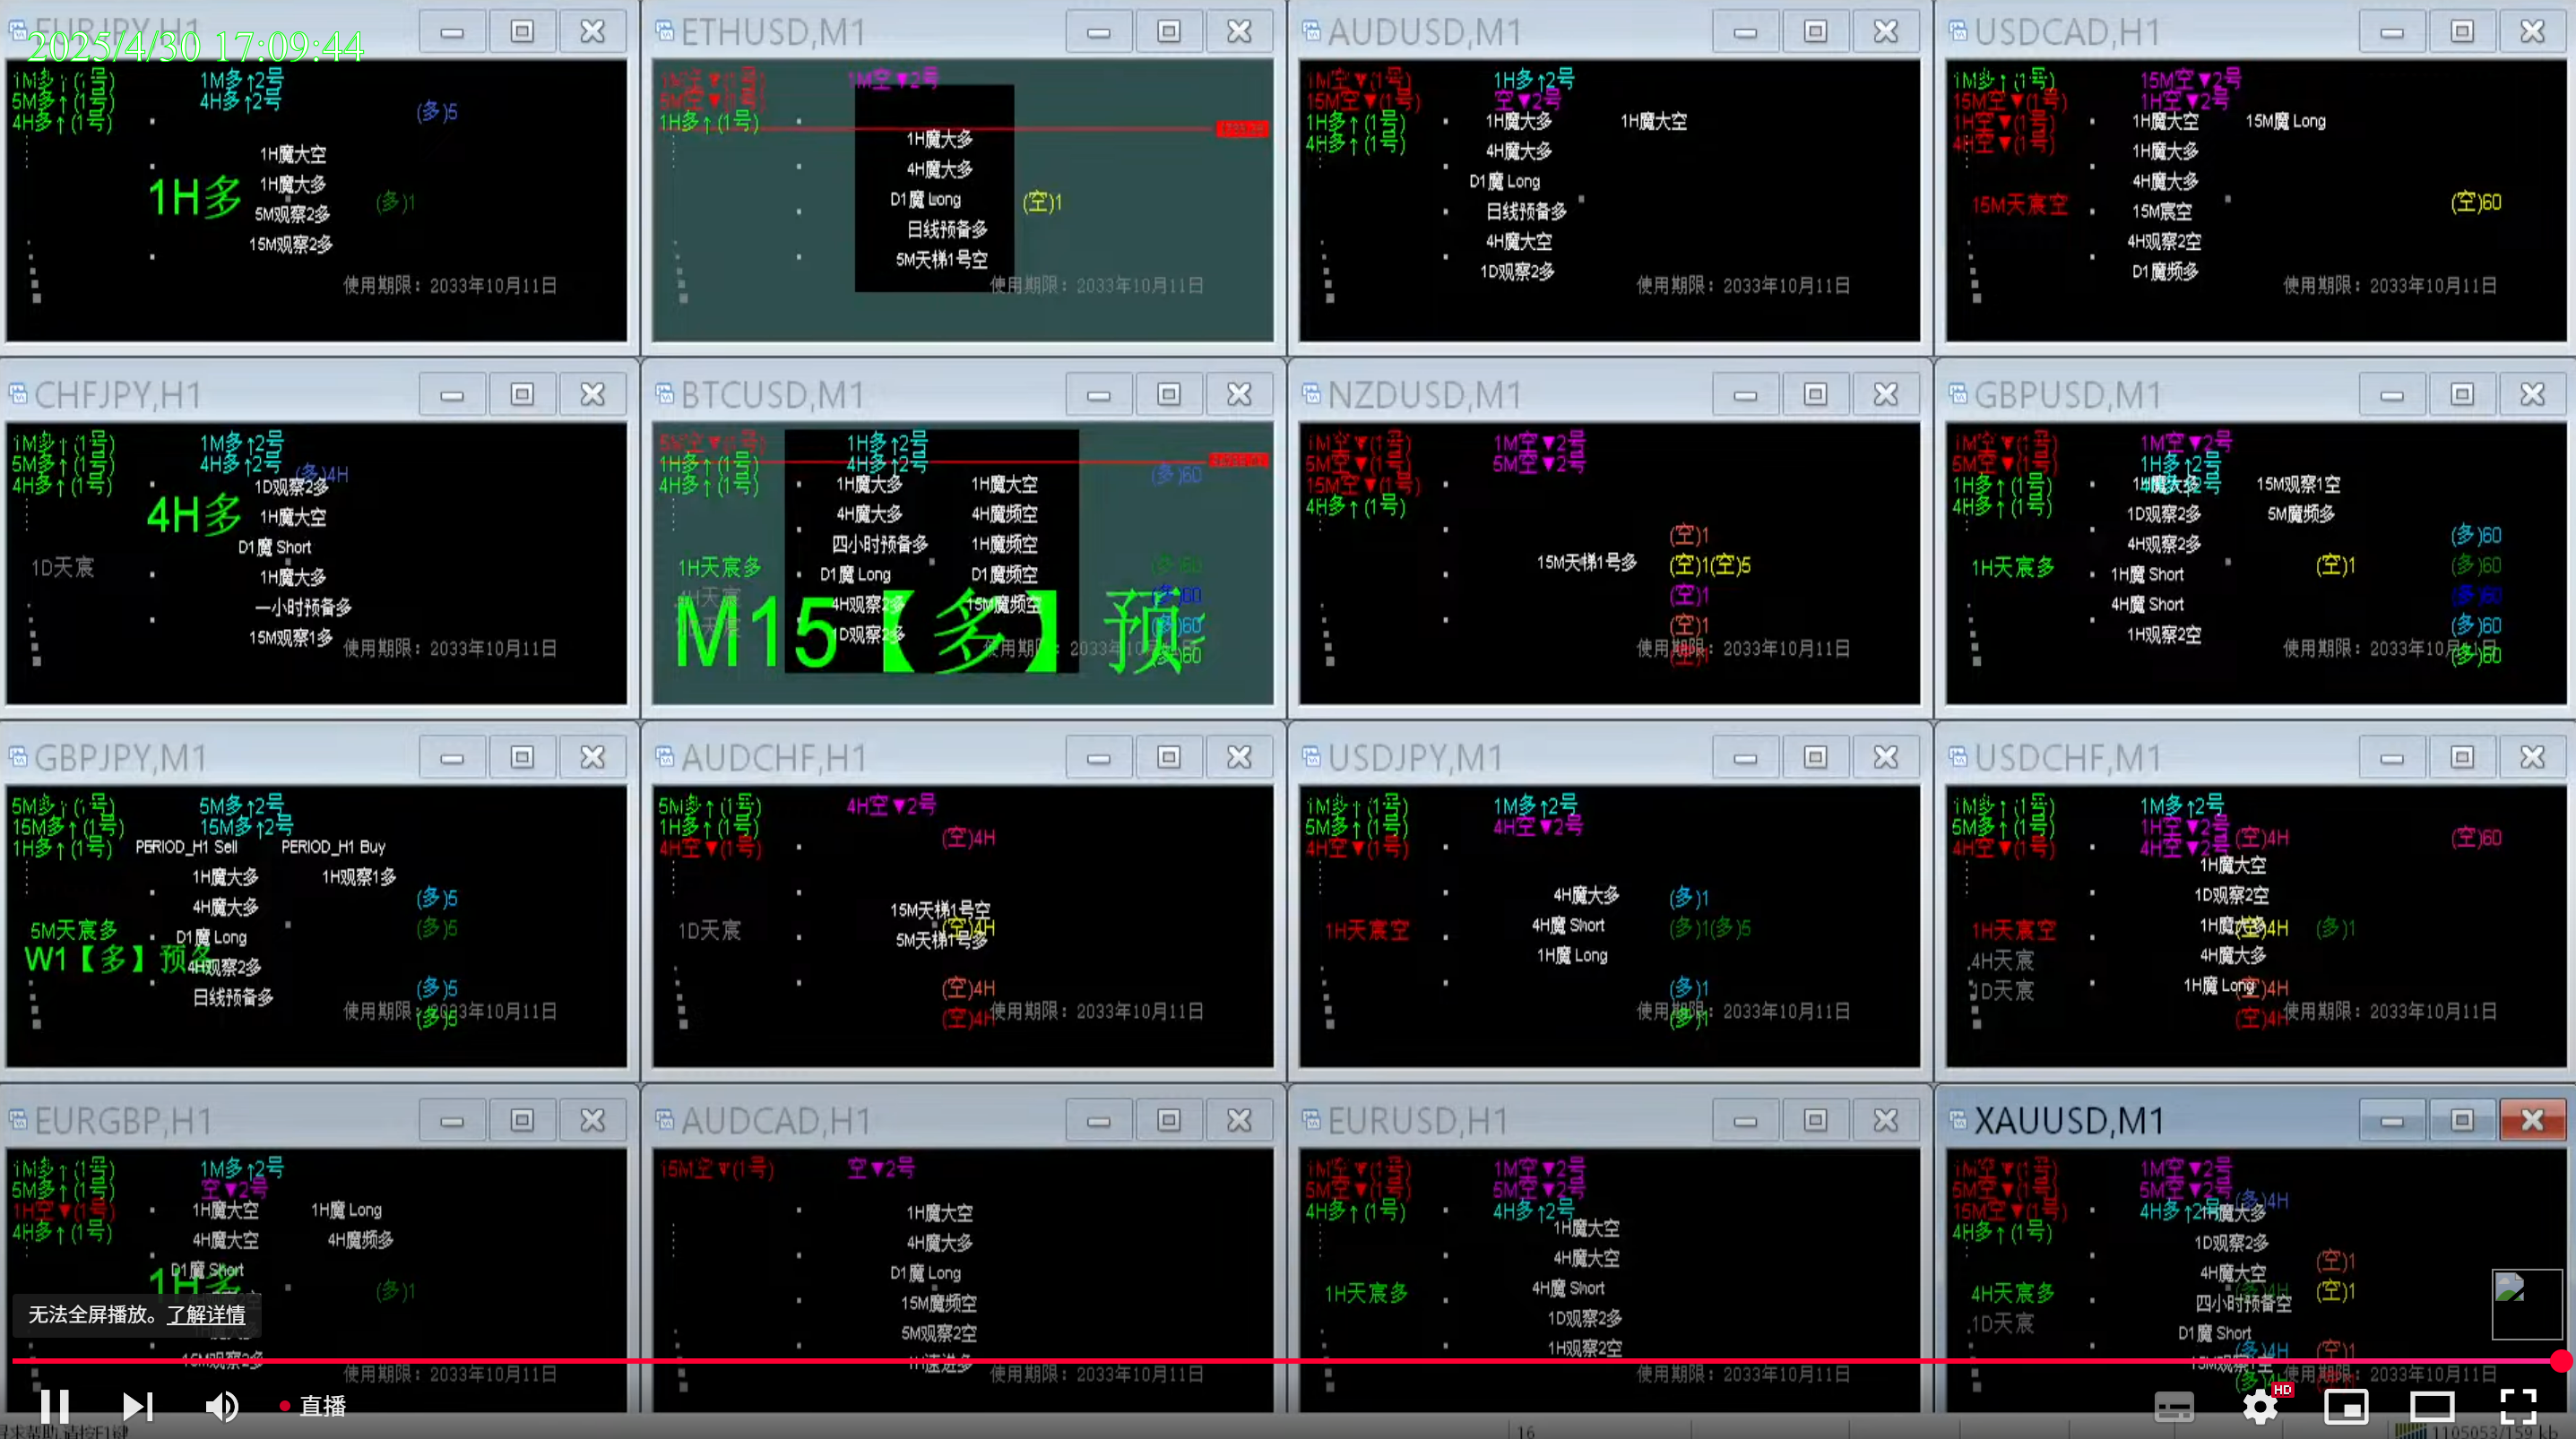 EURJPY,H1
2025/4/30 17:09:44
1M多↑(1号) 1M多↑2号
5M多↑(1号) 4H多↑2号
4H多↑(1号)
(多)5
1H魔大空
1H多
1H魔大多
(多)1
5M观察2多
15M观察2多
使用期限：2033年10月11日
ETHUSD,M1
1M空▼(1号) 1M空▼2号
5M空▼(1号)
1H多↑(1号)
1H魔大多
4H魔大多
D1魔 Long
(空)1
日线预备多
5M天梯1号空
使用期限：2033年10月11日
AUDUSD,M1
1M空▼(1号) 1H多↑2号
15M空▼(1号) 空▼2号
1H多↑(1号) 1H魔大多 1H魔大空
4H多↑(1号) 4H魔大多
D1魔 Long
日线预备多
4H魔大空
1D观察2多
使用期限：2033年10月11日
USDCAD,H1
1M多↑(1号) 15M空▼2号
15M空▼(1号) 1H空▼2号
1H空▼(1号) 1H魔大空 15M魔 Long
4H空▼(1号) 1H魔大多
4H魔大多
15M天宸空 15M宸空 (空)60
4H观察2空
D1魔频多
使用期限：2033年10月11日
CHFJPY,H1
1M多↑(1号) 1M多↑2号
5M多↑(1号) 4H多↑2号 (多)4H
4H多↑(1号) 1D观察2多
4H多 1H魔大空
D1魔 Short
1D天宸 1H魔大多
一小时预备多
15M观察1多
使用期限：2033年10月11日
BTCUSD,M1
5M空▼(1号) 1H多↑2号
1H多↑(1号) 4H多↑2号 (多)60
4H多↑(1号) 1H魔大多 1H魔大空
4H魔大多 4H魔频空
四小时预备多 1H魔频空
1H天宸多 D1魔 Long D1魔频空 (多)60
4H天宸 4H观察2多 15M魔频空 (多)60
M15【多】预
1D观察2多 (多)60
(多)60
使用期限：2033年10月11日
NZDUSD,M1
1M空▼(1号) 1M空▼2号
5M空▼(1号) 5M空▼2号
15M空▼(1号)
4H多↑(1号)
(空)1
15M天梯1号多 (空)1(空)5
(空)1
(空)1
(空)1
使用期限：2033年10月11日
GBPUSD,M1
1M空▼(1号) 1M空▼2号
5M空▼(1号) 1H多↑2号
1H多↑(1号) 1H魔大多 15M观察1空
4H多↑(1号) 1D观察2多 5M魔频多
4H观察2多 (多)60
1H天宸多 1H魔 Short (空)1 (多)60
4H魔 Short (多)60
1H观察2空 (多)60
(多)60
使用期限：2033年10月11日
GBPJPY,M1
5M多↑(1号) 5M多↑2号
15M多↑(1号) 15M多↑2号
1H多↑(1号) PERIOD_H1 Sell PERIOD_H1 Buy
1H魔大多 1H观察1多
4H魔大多 (多)5
5M天宸多 D1魔 Long (多)5
W1【多】预备 4H观察2多
日线预备多 (多)5
(多)5
使用期限：2033年10月11日
AUDCHF,H1
5M多↑(1号) 4H空▼2号
1H多↑(1号) (空)4H
4H空▼(1号)
15M天梯1号空
1D天宸 (空)4H
5M天梯1号多
(空)4H
(空)4H
使用期限：2033年10月11日
USDJPY,M1
1M多↑(1号) 1M多↑2号
5M多↑(1号) 4H空▼2号
4H空▼(1号)
4H魔大多 (多)1
1H天宸空 4H魔 Short (多)1(多)5
1H魔 Long
(多)1
(多)1
使用期限：2033年10月11日
USDCHF,M1
1M多↑(1号) 1M多↑2号
5M多↑(1号) 1H空▼2号 (空)4H (空)60
4H空▼(1号) 4H空▼2号
1H魔大空
1D观察2空
1H天宸空 1H魔大多 (空)4H (多)1
4H天宸 4H魔大多
1D天宸 1H魔 Long (空)4H
(空)4H
使用期限：2033年10月11日
EURGBP,H1
1M多↑(1号) 1M多↑2号
5M多↑(1号) 空▼2号
1H空▼(1号) 1H魔大空 1H魔 Long
4H多↑(1号) 4H魔大空 4H魔频多
D1魔 Short
1H多 (多)1
无法全屏播放。了解详情
15M观察2多
使用期限：2033年10月11日
AUDCAD,H1
15M空▼(1号) 空▼2号
1H魔大空
4H魔大多
D1魔 Long
15M魔频空
5M观察2空
1H速进多
使用期限：2033年10月11日
EURUSD,H1
1M空▼(1号) 1M空▼2号
5M空▼(1号) 5M空▼2号
4H多↑(1号) 4H多↑2号
1H魔大空
4H魔大空
1H天宸多 4H魔 Short
1D观察2多
1H观察2空
使用期限：2033年10月11日
XAUUSD,M1
1M空▼(1号) 1M空▼2号
5M空▼(1号) 5M空▼2号 (多)4H
15M空▼(1号) 4H多↑2号 1H魔大多
4H多↑(1号) 1D观察2多
4H魔大空 (空)1
4H天宸多 四小时预备空 (空)1
1D天宸 D1魔 Short
(多)4H (空)1
15M观察1空
使用期限：2033年10月11日
直播
HD
16
1105053/159 kb